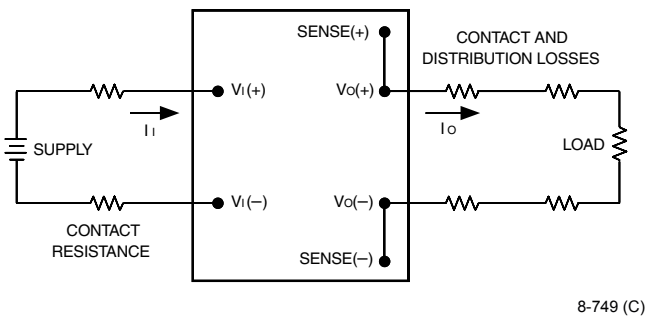 SENSE(+)
CONTACT AND
DISTRIBUTION LOSSES
VI(+)
VO(+)
II
IO
SUPPLY
LOAD
VI(–)
VO(–)
CONTACT
RESISTANCE
SENSE(–)
8-749 (C)